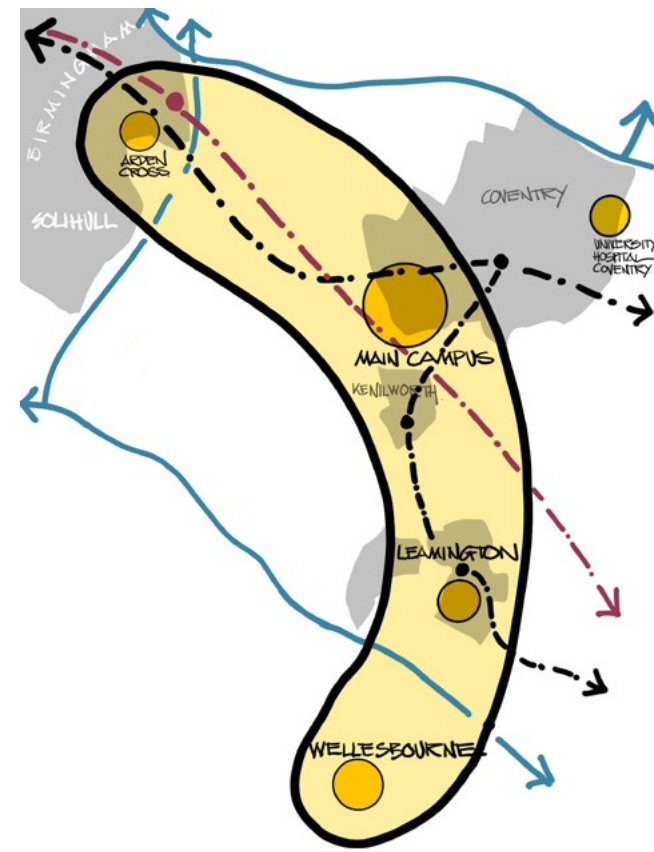 BIRMINGHAM
ARDEN
CROSS
SOLIHULL
COVENTRY
UNIVERSITY
HOSPITAL
COVENTRY
MAIN CAMPUS
KENILWORTH
LEAMINGTON
WELLESBOURNE